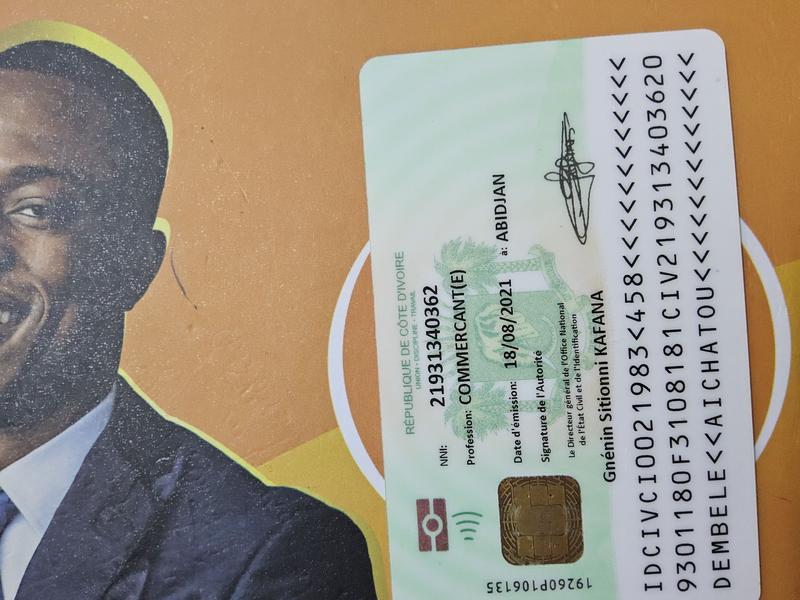 RÉPUBLIQUE DE CÔTE D'IVOIRE
UNION - DISCIPLINE - TRAVAIL
NNI: 21931340362
Profession: COMMERCANT(E)
Date d'émission: 18/08/2021 à: ABIDJAN
Signature de l'Autorité
Le Directeur général de l'Office National
de l'État Civil et de l'Identification
Gnénin Sitionni KAFANA
19260P106135
IDCIVCI0021983<458<<<<<<<<<<<<
9301180F3108181CIV219313403620
DEMBELE<<AICHATOU<<<<<<<<<<<<<